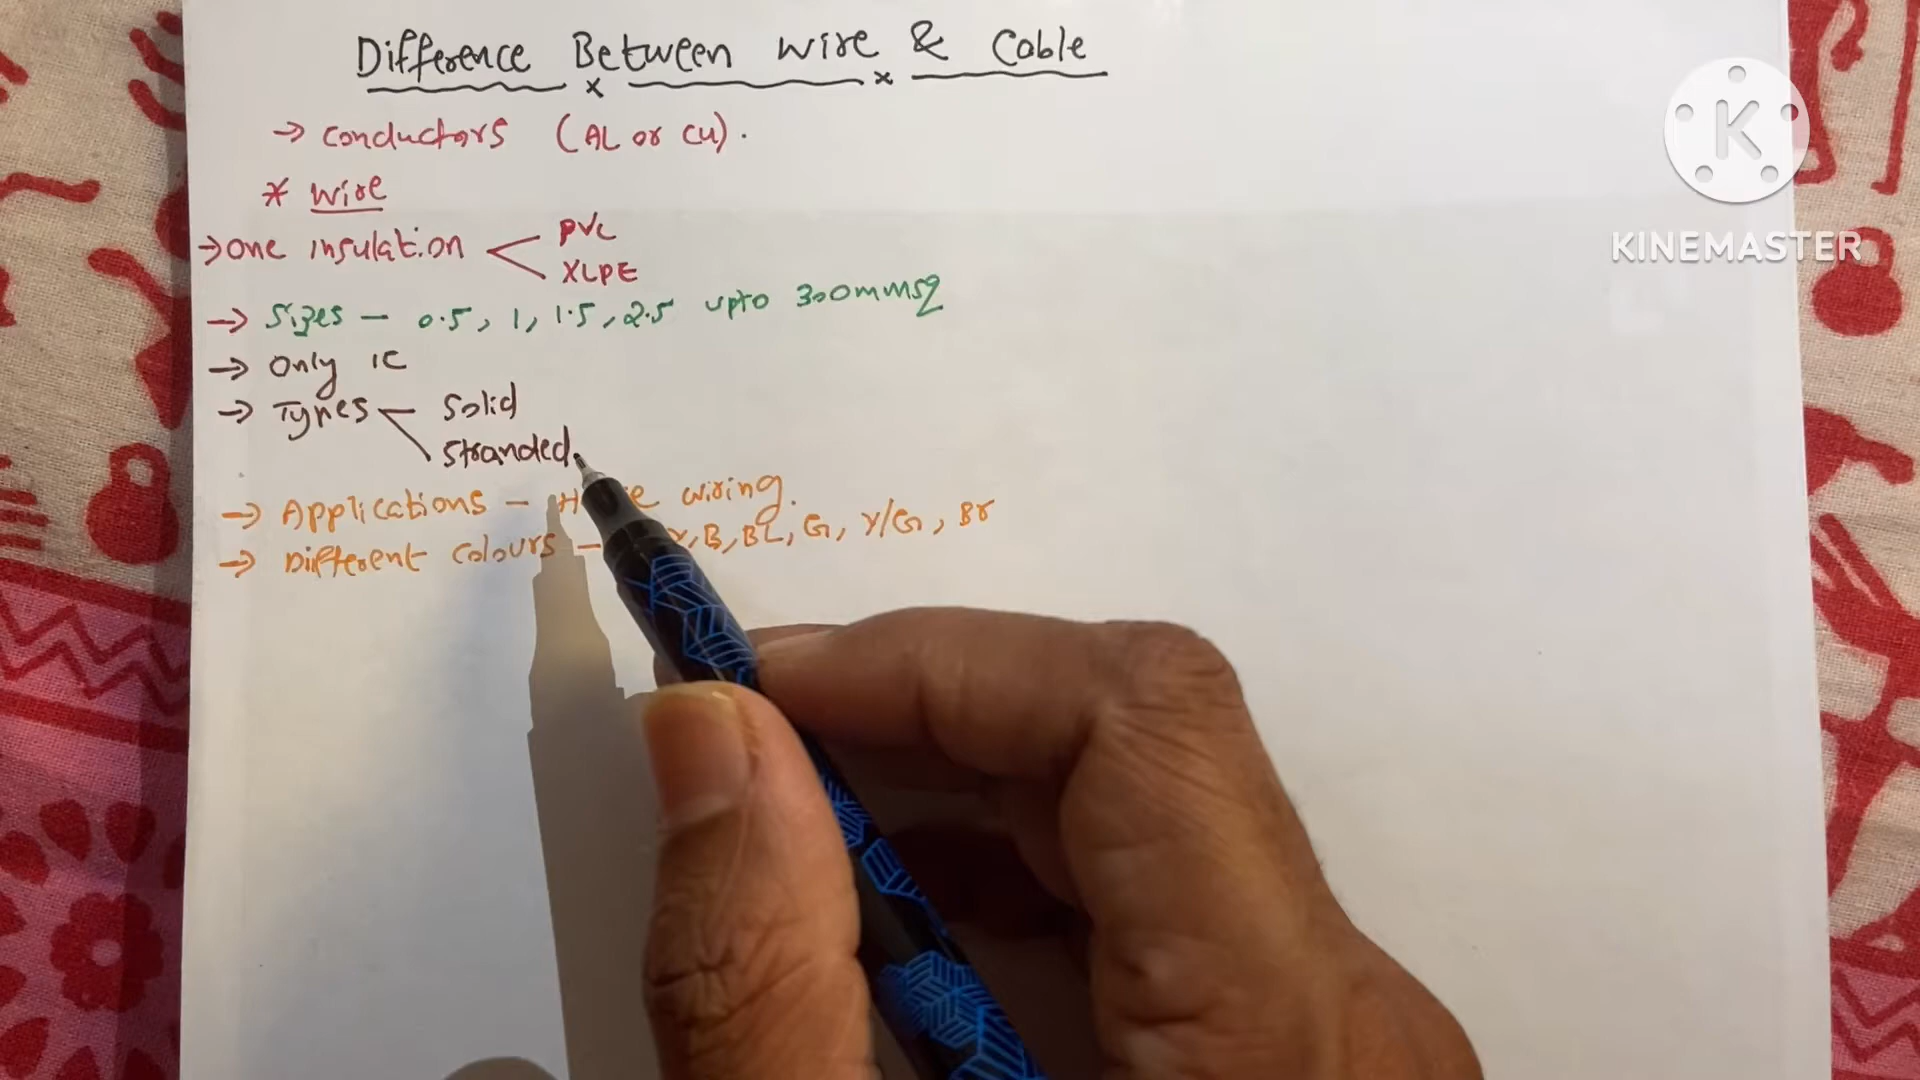 Difference Between wire & Cable
→ conductors (AL or CU).
* wire
→ one insulation
PVC
XLPE
→ Sizes - 0.5, 1, 1.5, 2.5 upto 300mmsq
→ Only 1C
→ Types
Solid
Stranded
→ Applications - wiring.
→ Different colours - Y, B, BL, G, Y/G, Br
K
KINEMASTER